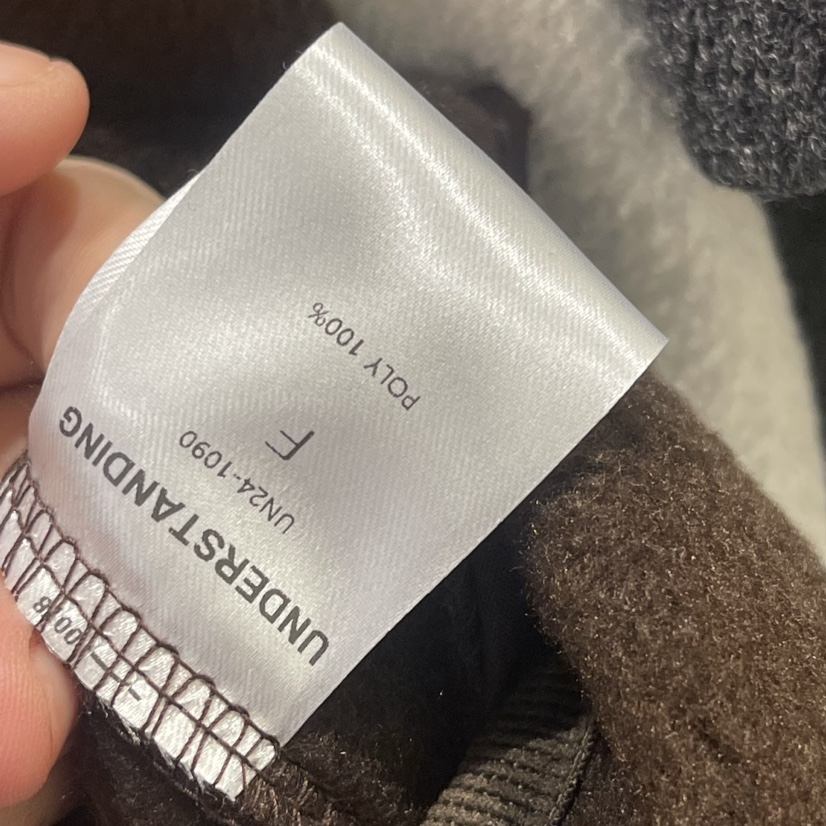 UNDERSTANDING
UN24-1090
F
POLY 100%